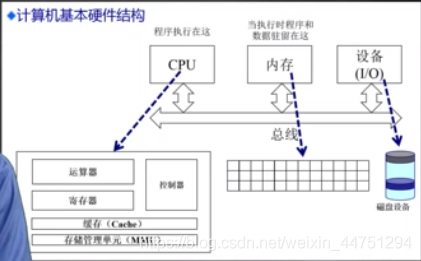 ◆计算机基本硬件结构
程序执行在这
当执行时程序和
数据驻留在这
CPU
内存
设备
(I/O)
总线
运算器
寄存器
控制器
缓存（Cache）
存储管理单元（MMU）
磁盘设备
https://blog.csdn.net/weixin_44751294